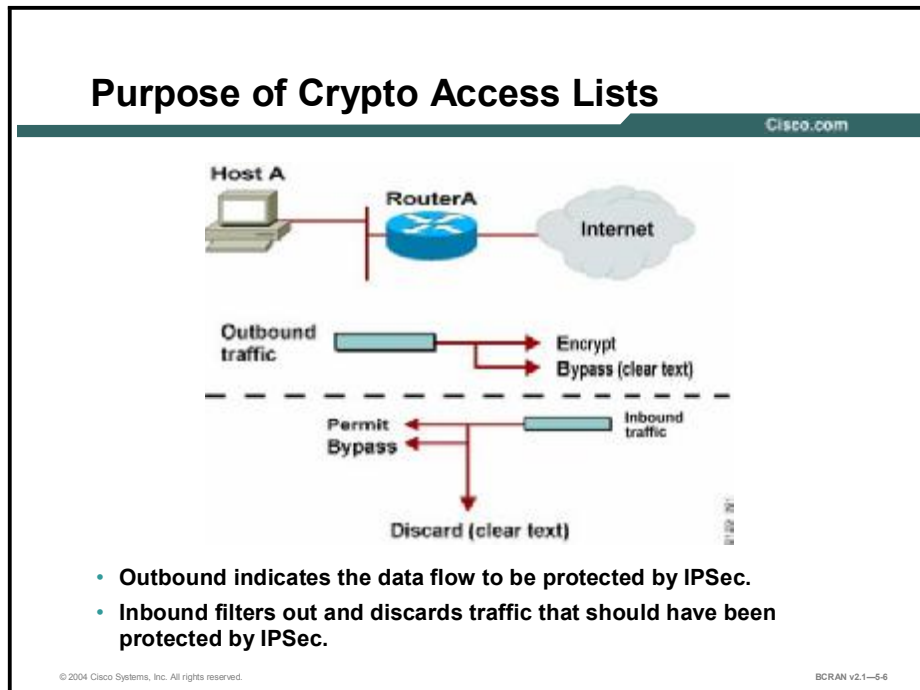 Purpose of Crypto Access Lists
Cisco.com
Host A
RouterA
Internet
Outbound
traffic
Encrypt
Bypass (clear text)
Permit
Bypass
Inbound
traffic
Discard (clear text)
• Outbound indicates the data flow to be protected by IPSec.
• Inbound filters out and discards traffic that should have been
protected by IPSec.
© 2004 Cisco Systems, Inc. All rights reserved.
BCRAN v2.1—5-6